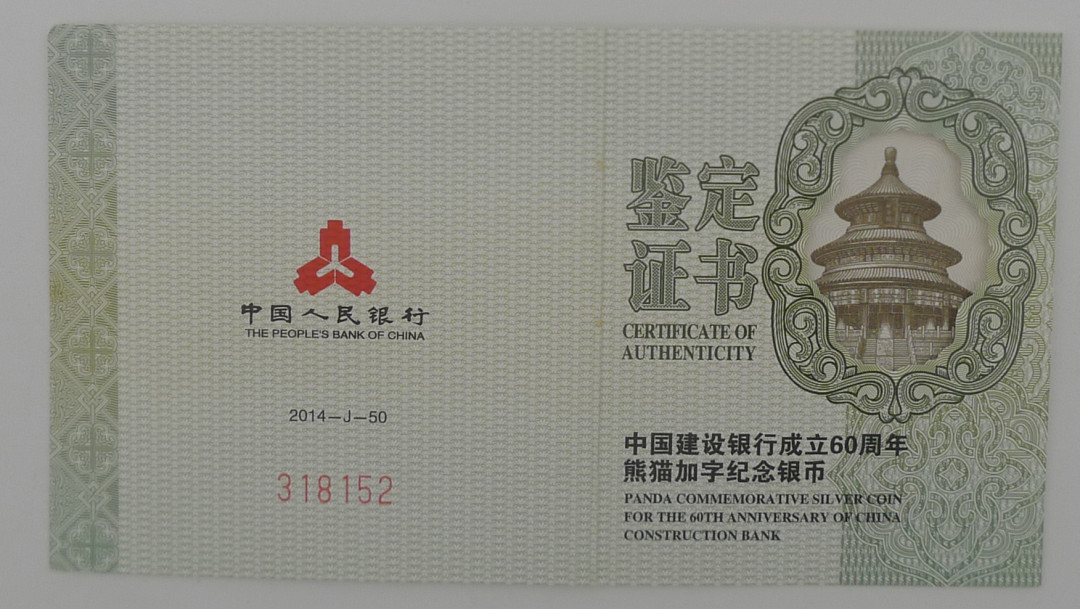 中国人民银行
THE PEOPLE'S BANK OF CHINA
2014—J—50
318152
鉴定
证书
CERTIFICATE OF
AUTHENTICITY
中国建设银行成立60周年
熊猫加字纪念银币
PANDA COMMEMORATIVE SILVER COIN
FOR THE 60TH ANNIVERSARY OF CHINA
CONSTRUCTION BANK